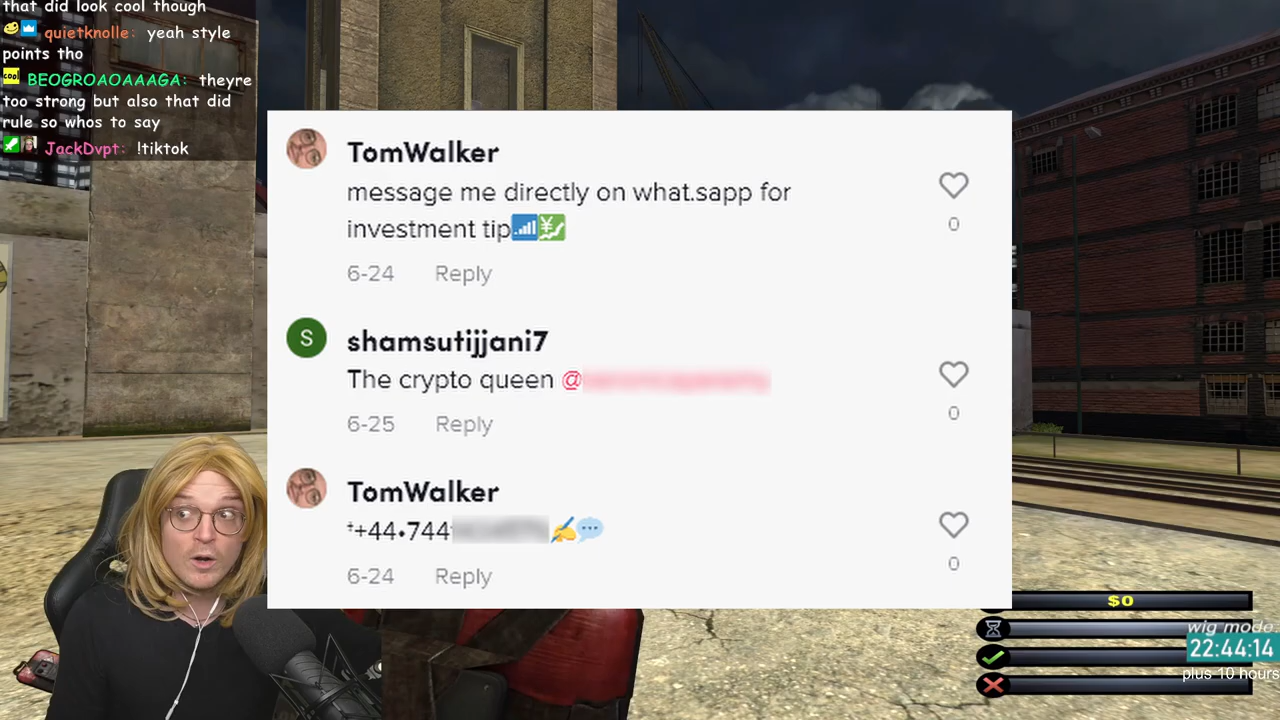 that did look cool though
quietknolle: yeah style
points tho
BEOGROAOAAAGA: theyre
too strong but also that did
rule so whos to say
JackDvpt: !tiktok
TomWalker
message me directly on what.sapp for
investment tip
0
6-24 Reply
S
shamsutijjani7
The crypto queen @
0
6-25 Reply
TomWalker
+44•744
0
6-24 Reply
$0
wig mode
22:44:14
plus 10 hours